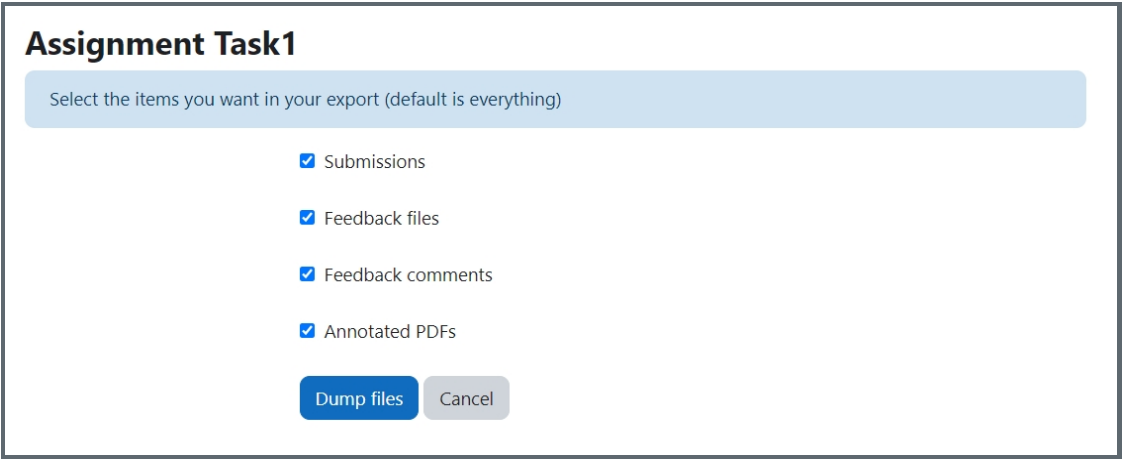 Assignment Task1
Select the items you want in your export (default is everything)
Submissions
Feedback files
Feedback comments
Annotated PDFs
Dump files Cancel